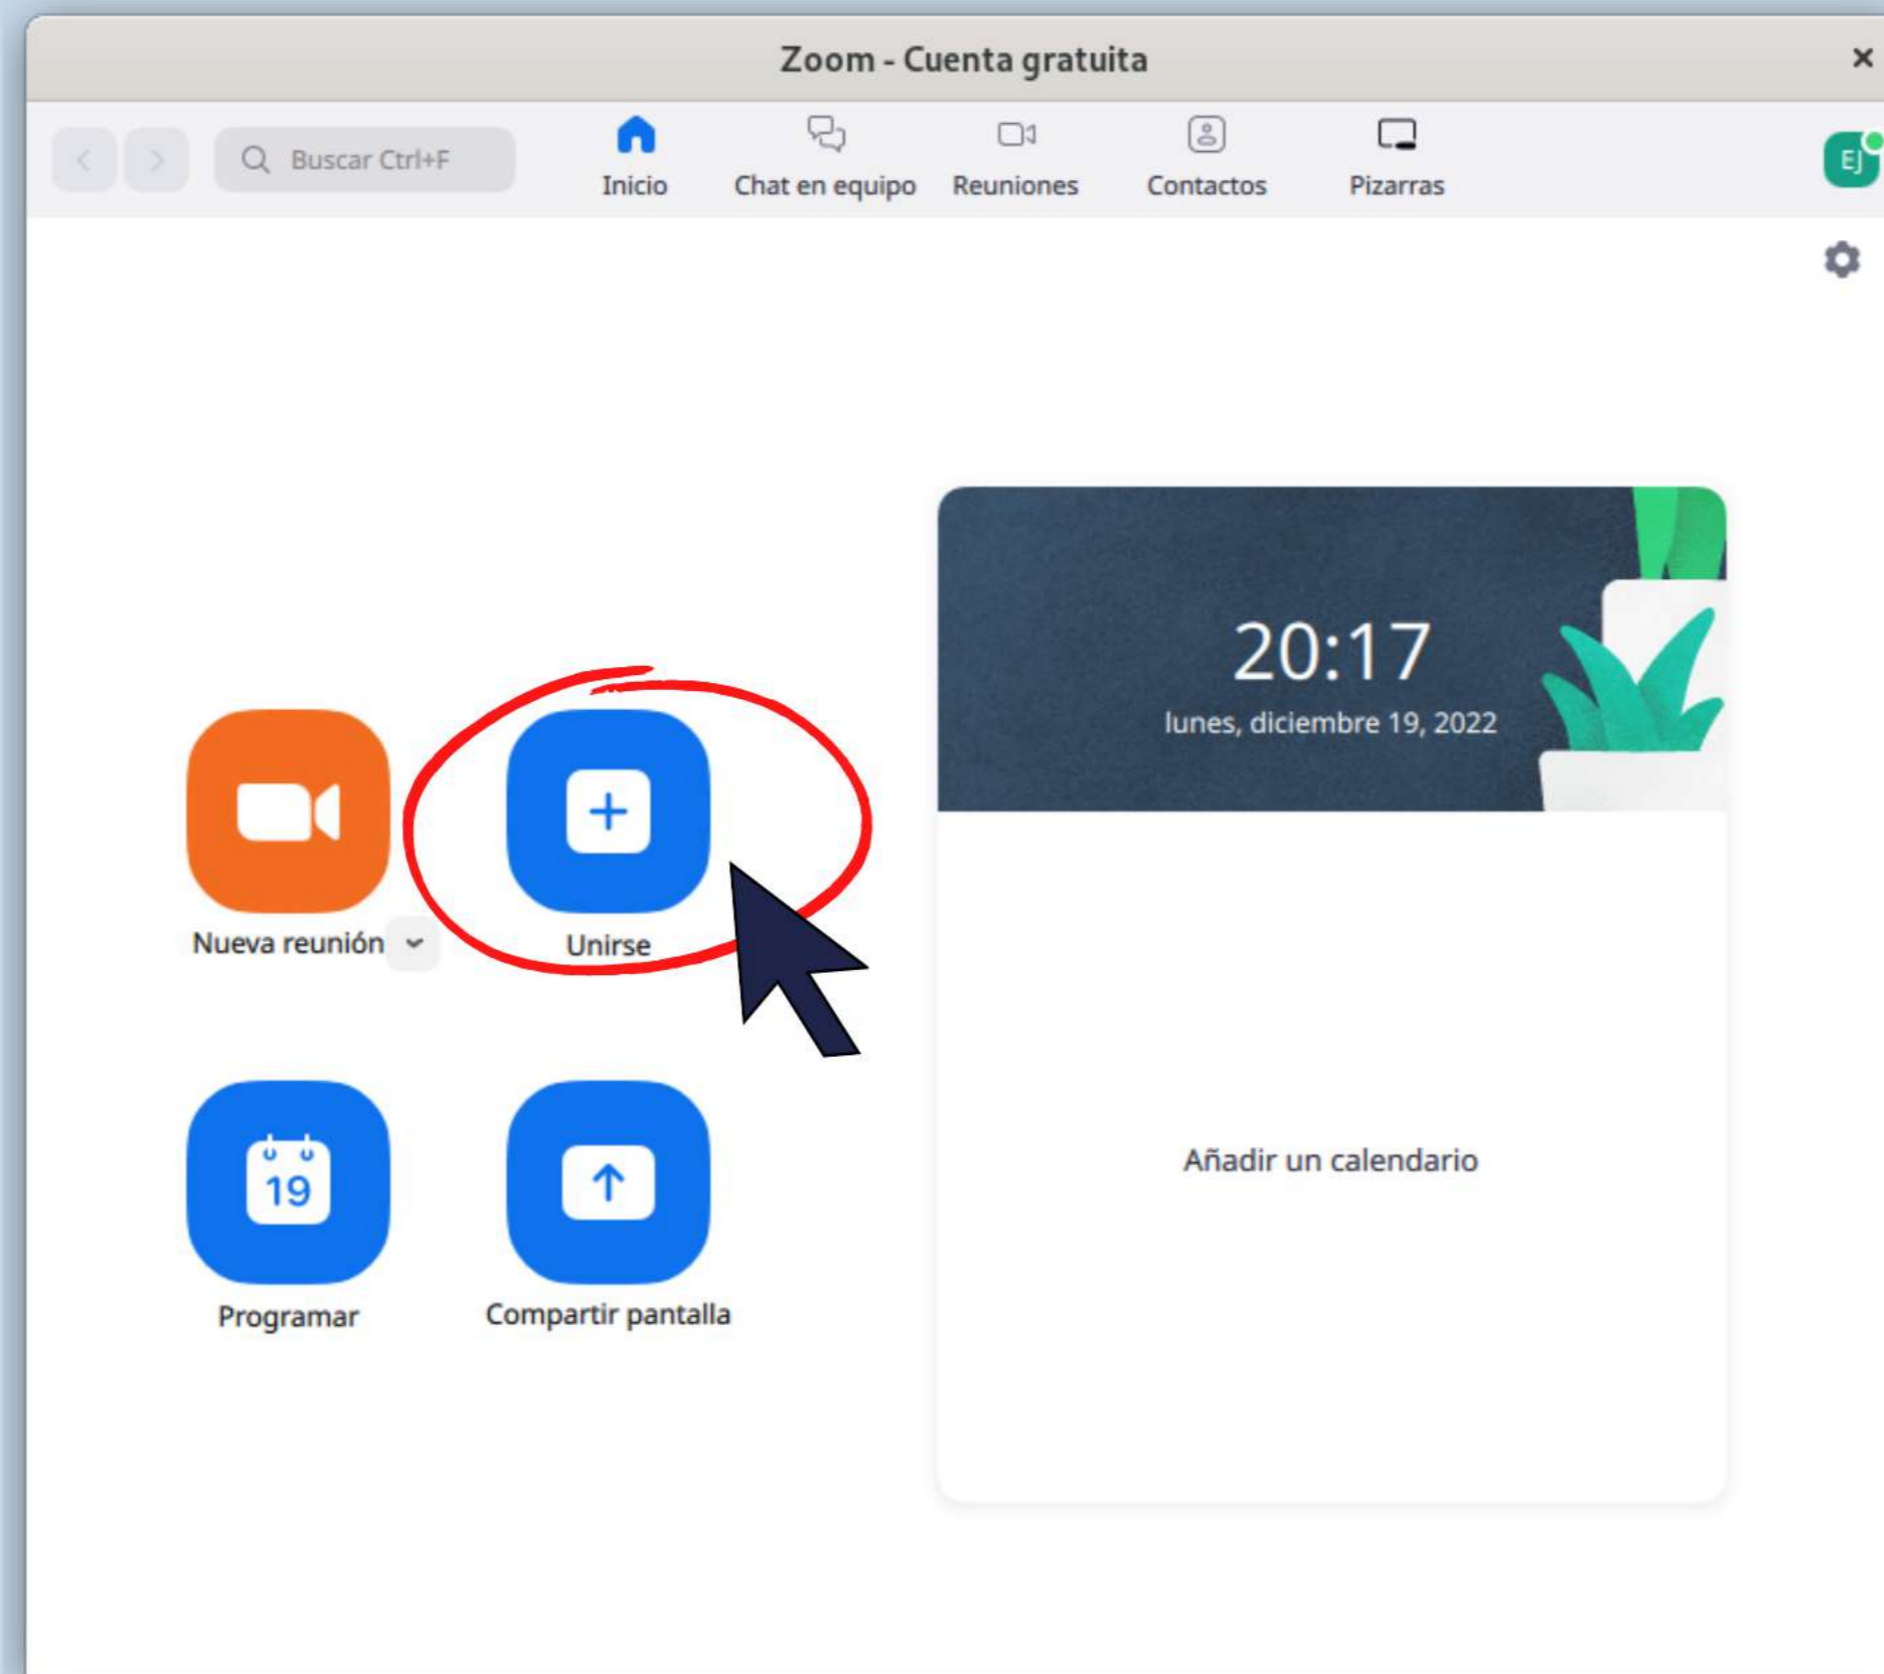 Zoom - Cuenta gratuita
Buscar Ctrl+F
Inicio
Chat en equipo
Reuniones
Contactos
Pizarras
EJ
20:17
lunes, diciembre 19, 2022
Nueva reunión
Unirse
19
Programar
Compartir pantalla
Añadir un calendario